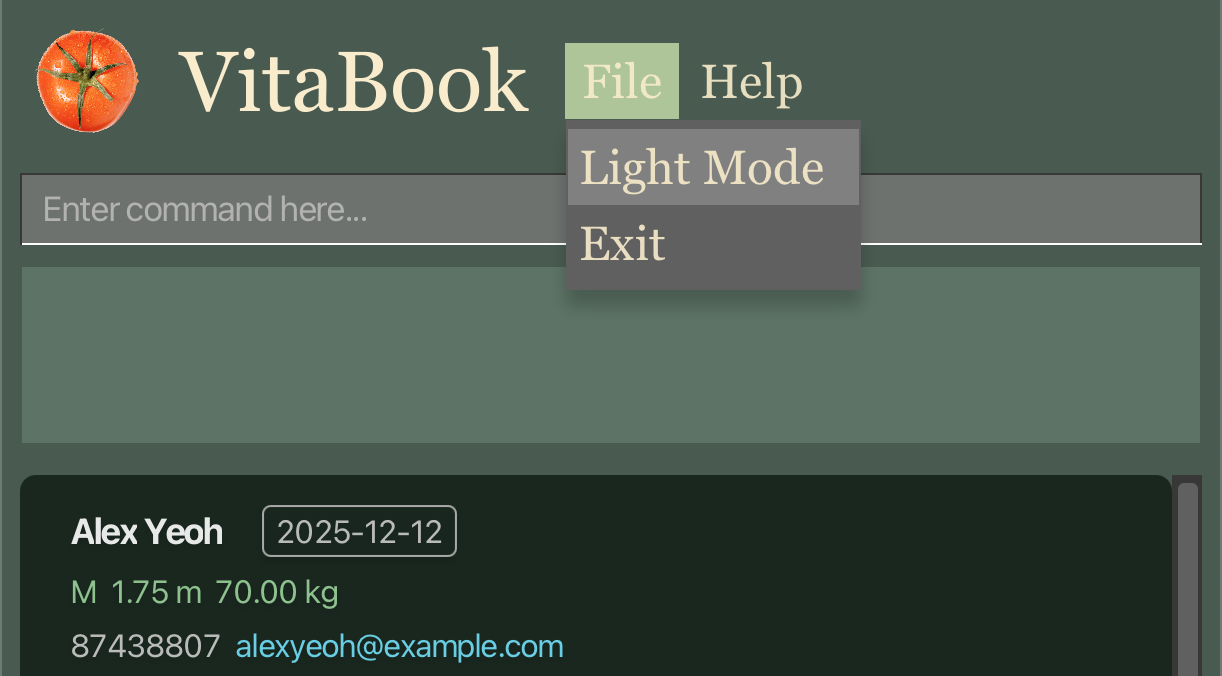 VitaBook File Help
Light Mode
Enter command here...
Exit
Alex Yeoh 2025-12-12
M 1.75 m 70.00 kg
87438807 alexyeoh@example.com